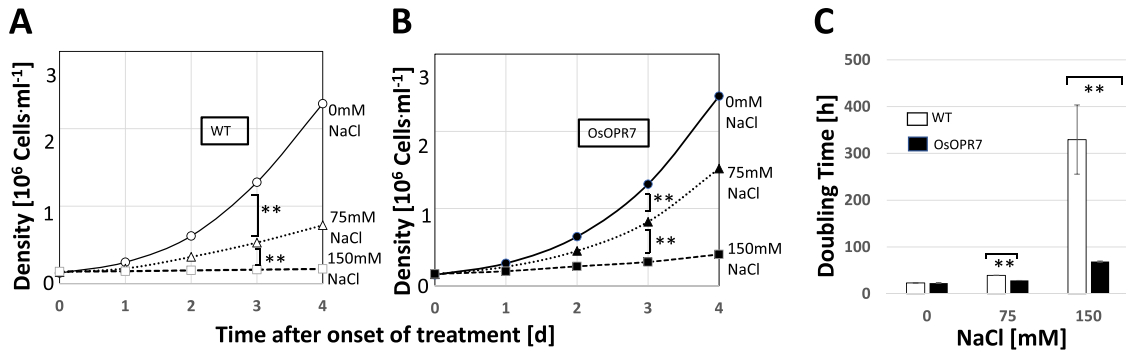 A
Density [10⁶ Cells·ml⁻¹]
3
2
1
0
WT
0mM
NaCl
**
**
75mM
NaCl
150mM
NaCl
0 1 2 3 4
B
Density [10⁶ Cells·ml⁻¹]
3
2
1
0
OsOPR7
0mM
NaCl
75mM
NaCl
**
**
150mM
NaCl
0 1 2 3 4
Time after onset of treatment [d]
C
Doubling Time [h]
500
400
300
200
100
0
WT
OsOPR7
**
**
0 75 150
NaCl [mM]